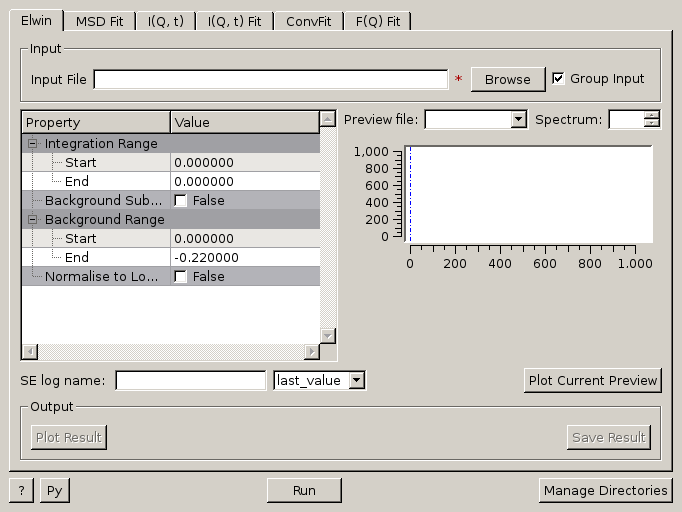 Elwin MSD Fit I(Q, t) I(Q, t) Fit ConvFit F(Q) Fit
Input
Input File * Browse Group Input
Property Value
Integration Range
Start 0.000000
End 0.000000
Background Sub... False
Background Range
Start 0.000000
End -0.220000
Normalise to Lo... False
Preview file: Spectrum:
1,000
800
600
400
200
0
0 200 400 600 800 1.000
SE log name: last_value Plot Current Preview
Output
Plot Result Save Result
? Py Run Manage Directories